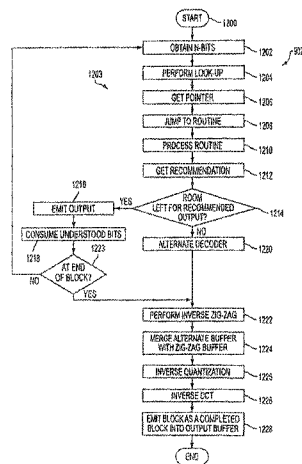 START
1200
OBTAIN N-BITS
1202
PERFORM LOOK-UP
1204
1203
GET POINTER
1206
JUMP TO ROUTINE
1208
PROCESS ROUTINE
1210
GET RECOMMENDATION
1212
1216
EMIT OUTPUT
YES
ROOM
LEFT FOR RECOMMENDED
OUTPUT?
1214
CONSUME UNDERSTOOD BITS
1218
1223
NO
ALTERNATE DECODER
1220
AT END
OF BLOCK?
NO
YES
PERFORM INVERSE ZIG-ZAG
1222
MERGE ALTERNATE BUFFER
WITH ZIG-ZAG BUFFER
1224
INVERSE QUANTIZATION
1225
INVERSE DCT
1226
EMIT BLOCK AS A COMPLETED
BLOCK INTO OUTPUT BUFFER
1228
END